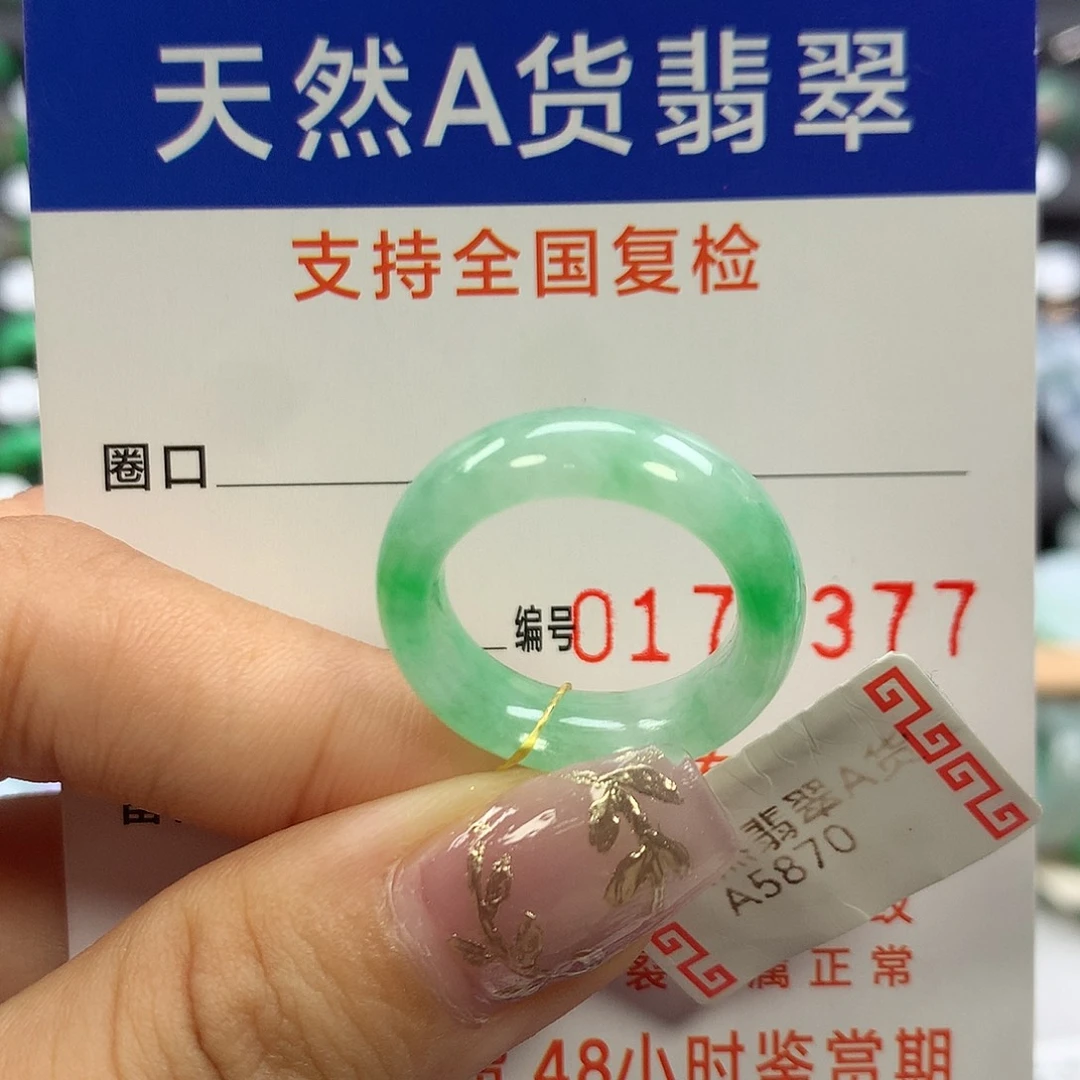 天然A货翡翠
支持全国复检
圈口
编号017 377
翡翠A货
A5870
属正常
48小时鉴赏期